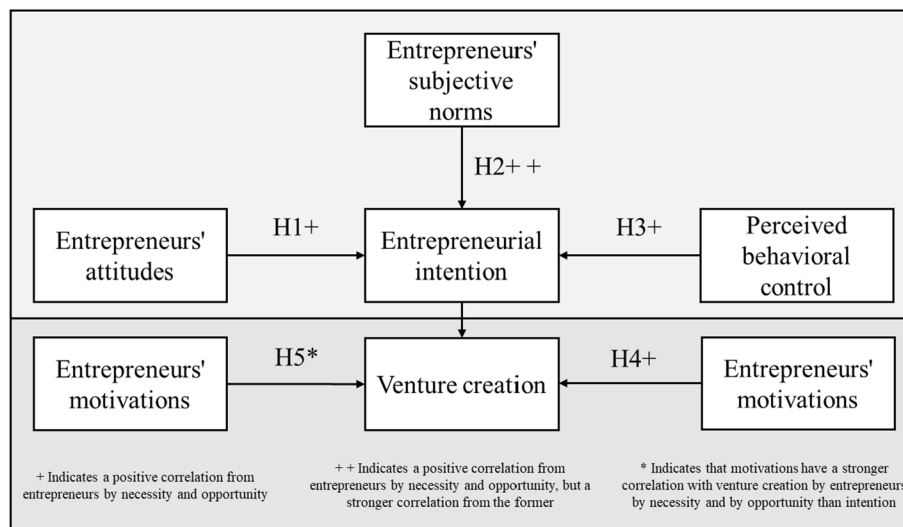 Entrepreneurs'
subjective
norms
H2+ +
Entrepreneurs'
attitudes
H1+
Entrepreneurial
intention
H3+
Perceived
behavioral
control
Entrepreneurs'
motivations
H5*
Venture creation
H4+
Entrepreneurs'
motivations
+ Indicates a positive correlation from
entrepreneurs by necessity and opportunity
+ + Indicates a positive correlation from
entrepreneurs by necessity and opportunity, but a
stronger correlation from the former
* Indicates that motivations have a stronger
correlation with venture creation by entrepreneurs
by necessity and by opportunity than intention